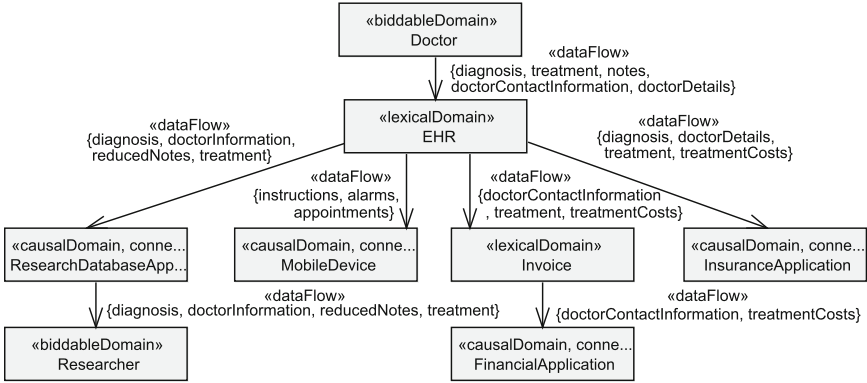 «biddableDomain»
Doctor
«dataFlow»
{diagnosis, treatment, notes,
doctorContactInformation, doctorDetails}
«lexicalDomain»
EHR
«dataFlow»
{diagnosis, doctorInformation,
reducedNotes, treatment}
«dataFlow»
{instructions, alarms,
appointments}
«dataFlow»
{doctorContactInformation
, treatment, treatmentCosts}
«dataFlow»
{diagnosis, doctorDetails,
treatment, treatmentCosts}
«causalDomain, conne...
ResearchDatabaseApp...
«causalDomain, conne...
MobileDevice
«lexicalDomain»
Invoice
«causalDomain, conne...
InsuranceApplication
«dataFlow»
{diagnosis, doctorInformation, reducedNotes, treatment}
«dataFlow»
{doctorContactInformation, treatmentCosts}
«biddableDomain»
Researcher
«causalDomain, conne...
FinancialApplication